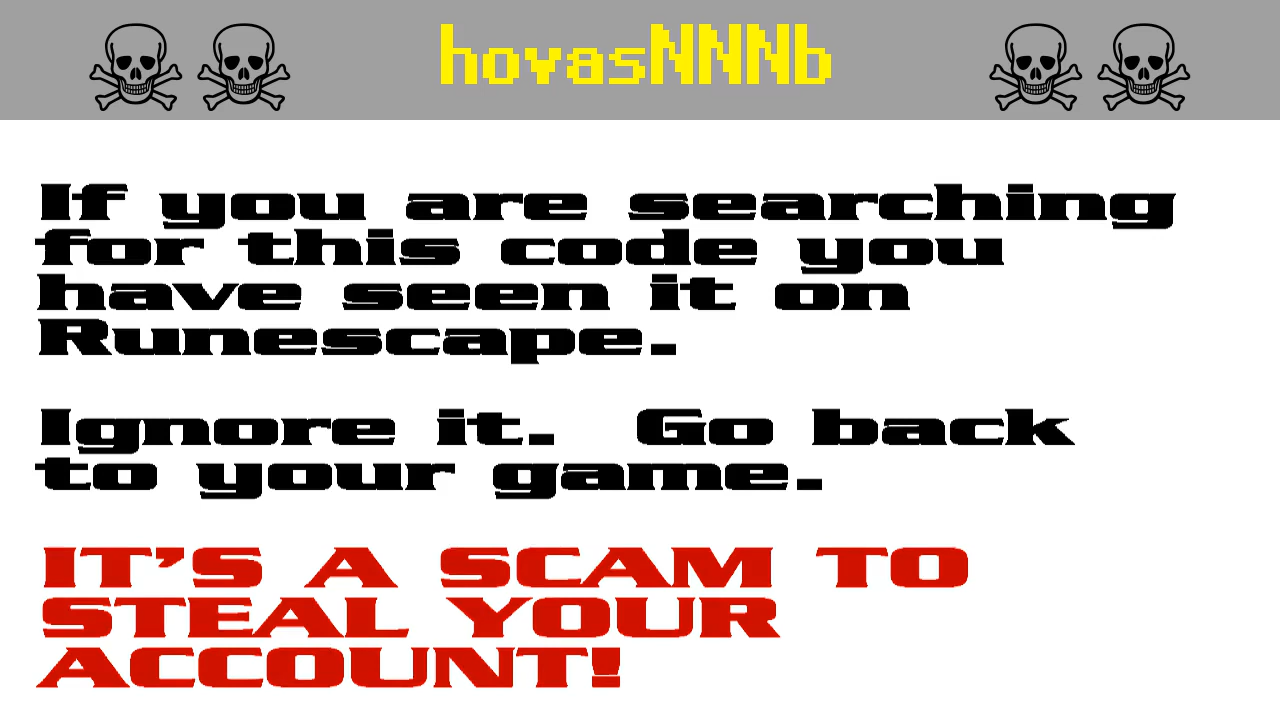 hovasNNNb
If you are searching
for this code you
have seen it on
Runescape.
Ignore it. Go back
to your game.
IT'S A SCAM TO
STEAL YOUR
ACCOUNT!